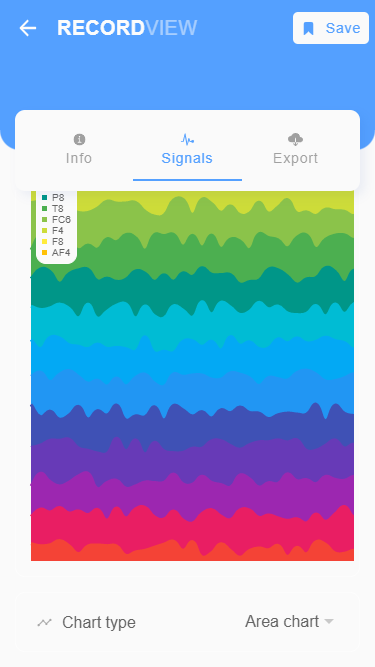 RECORDVIEW
Save
Info
Signals
Export
P8
T8
FC6
F4
F8
AF4
Chart type
Area chart